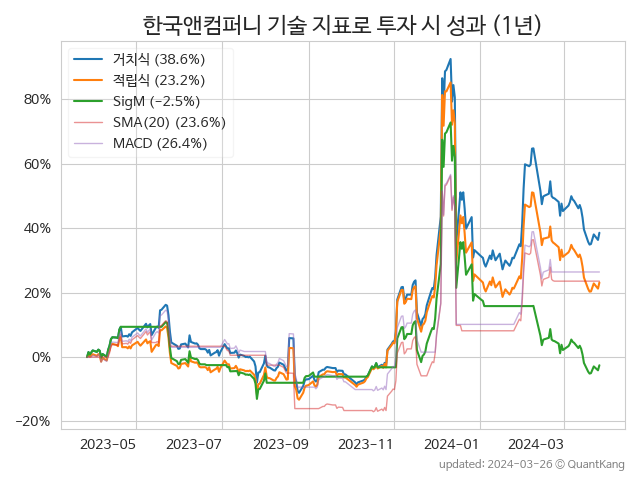 한국앤컴퍼니 기술 지표로 투자 시 성과 (1년)
거치식 (38.6%)
적립식 (23.2%)
SigM (−2.5%)
SMA(20) (23.6%)
MACD (26.4%)
80%
60%
40%
20%
0%
−20%
2023-05 2023-07 2023-09 2023-11 2024-01 2024-03
updated: 2024-03-26 © QuantKang